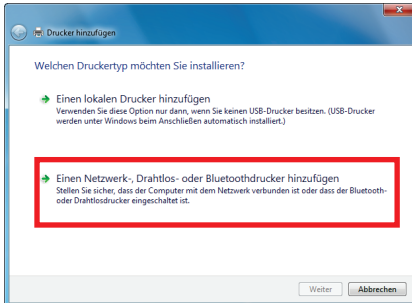 Drucker hinzufügen
Welchen Druckertyp möchten Sie installieren?
Einen lokalen Drucker hinzufügen
Verwenden Sie diese Option nur dann, wenn Sie keinen USB-Drucker besitzen. (USB-Drucker
werden unter Windows beim Anschließen automatisch installiert.)
Einen Netzwerk-, Drahtlos- oder Bluetoothdrucker hinzufügen
Stellen Sie sicher, dass der Computer mit dem Netzwerk verbunden ist oder dass der Bluetooth-
oder Drahtlosdrucker eingeschaltet ist.
Weiter Abbrechen